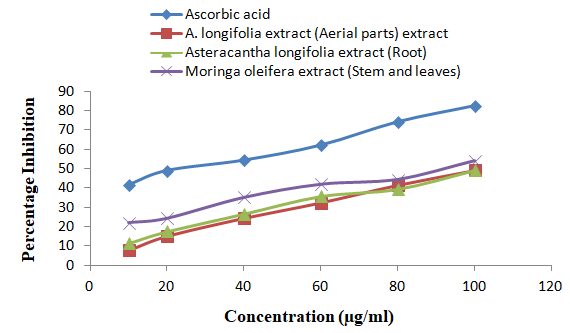 Ascorbic acid
A. longifolia extract (Aerial parts) extract
Asteracantha longifolia extract (Root)
Moringa oleifera extract (Stem and leaves)
Percentage Inhibition
90
80
70
60
50
40
30
20
10
0
0 20 40 60 80 100 120
Concentration (µg/ml)